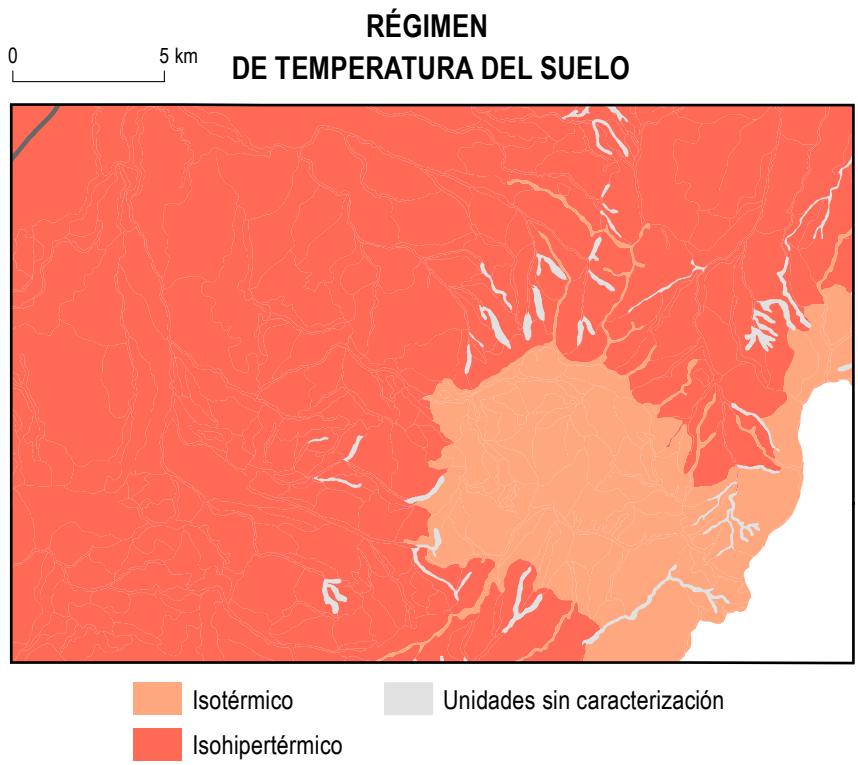 RÉGIMEN
DE TEMPERATURA DEL SUELO
0 5 km
Isotérmico
Unidades sin caracterización
Isohipertérmico